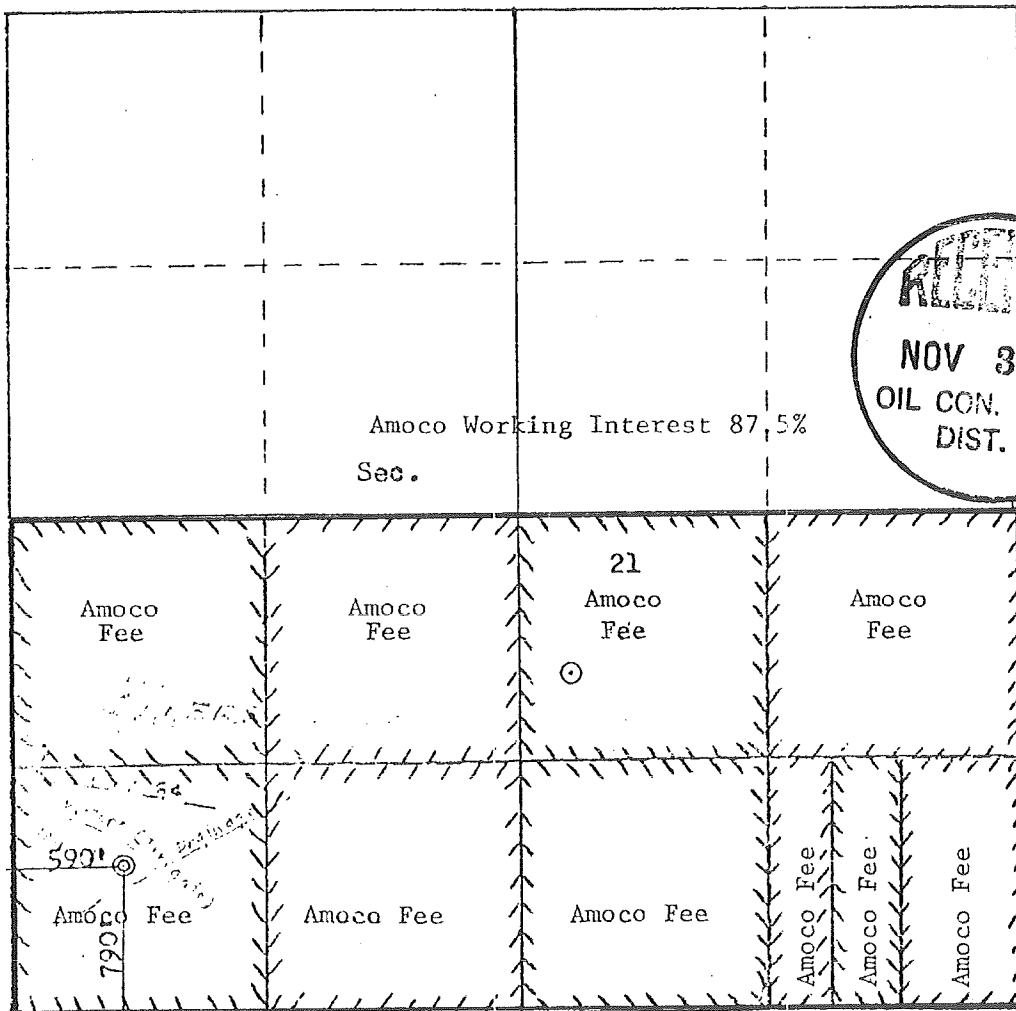 NOV 3
OIL CON.
DIST.
Amoco Working Interest 87.5%
Sec.
21
Amoco
Fee
Amoco
Fee
Amoco
Fee
Amoco
Fee
590'
790'
Amoco Fee
Amoco Fee
Amoco Fee
Amoco Fee
Amoco Fee
Amoco Fee